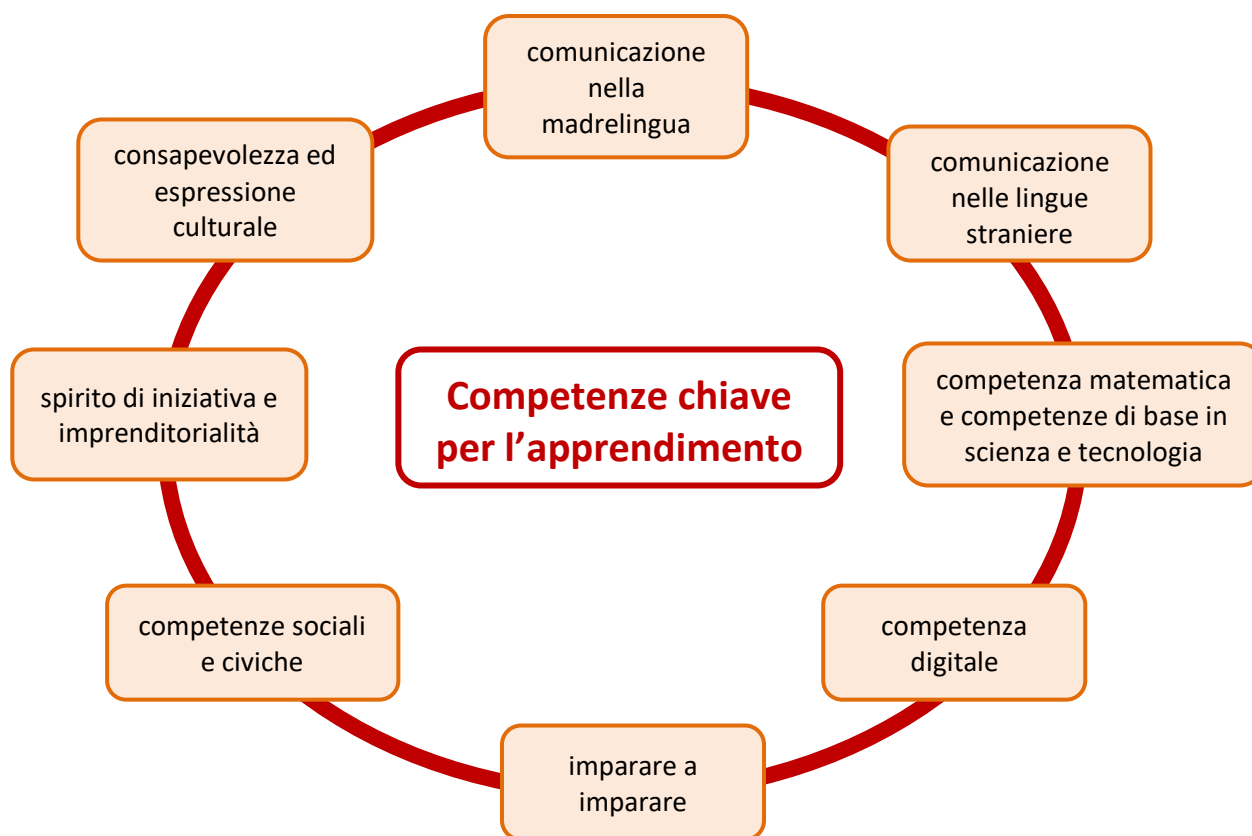 comunicazione
nella
madrelingua
comunicazione
nelle lingue
straniere
competenza matematica
e competenze di base in
scienza e tecnologia
competenza
digitale
imparare a
imparare
competenze sociali
e civiche
spirito di iniziativa e
imprenditorialità
consapevolezza ed
espressione
culturale
Competenze chiave
per l’apprendimento